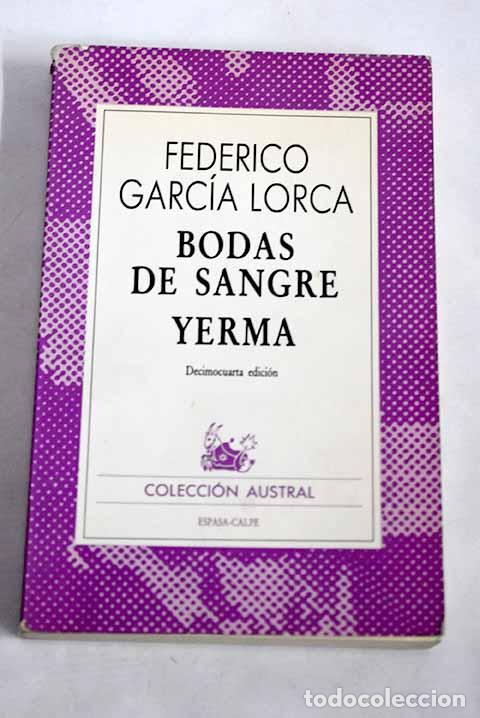 FEDERICO
GARCÍA LORCA
BODAS
DE SANGRE
YERMA
Decimocuarta edición
COLECCIÓN AUSTRAL
ESPASA-CALPE
todocoleccion